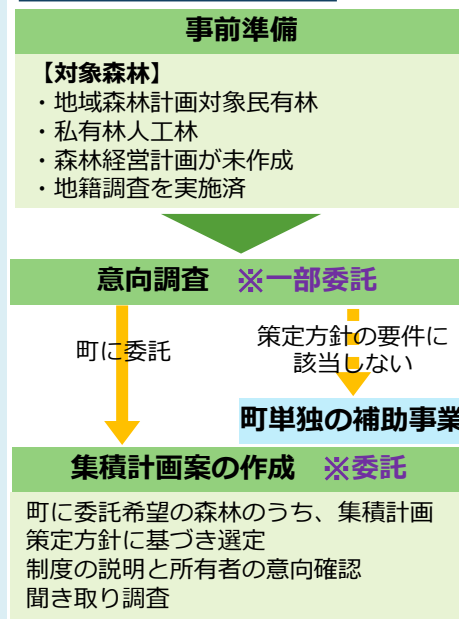 事前準備
【対象森林】
・地域森林計画対象民有林
・私有林人工林
・森林経営計画が未作成
・地籍調査を実施済
意向調査　※一部委託
町に委託
策定方針の要件に
該当しない
町単独の補助事業
集積計画案の作成　※委託
町に委託希望の森林のうち、集積計画
策定方針に基づき選定
制度の説明と所有者の意向確認
聞き取り調査